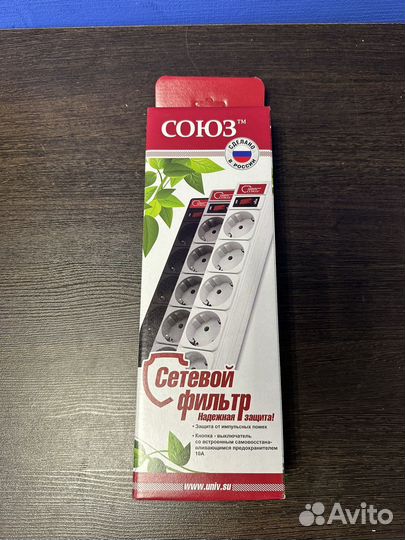 СОЮЗ™
СДЕЛАНО
В РОССИИ
Сетевой
фильтр
Надежная защита!
• Защита от импульсных помех
• Кнопка - выключатель
со встроенным самовосстана-
вливающимся предохранителем
10А
www.univ.su
Avito